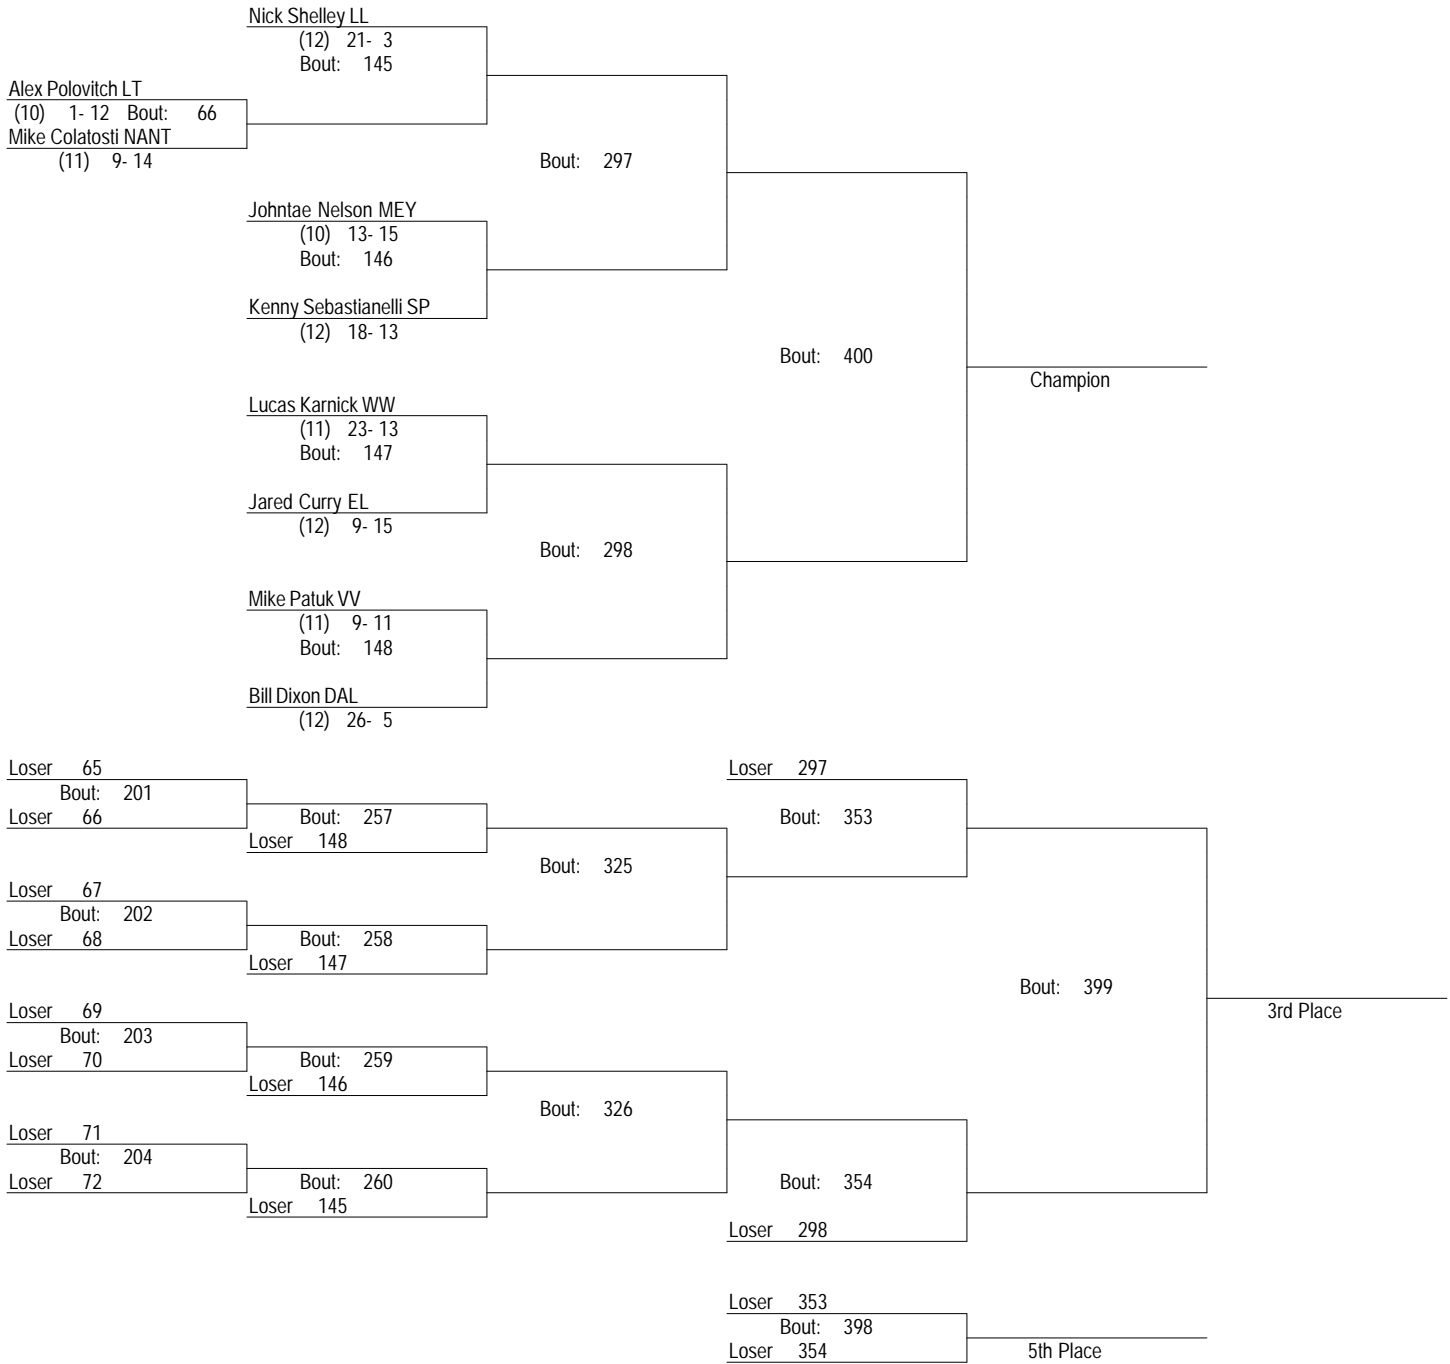 Nick Shelley LL
(12) 21- 3
Bout: 145
Alex Polovitch LT
(10) 1- 12 Bout: 66
Mike Colatosti NANT
(11) 9- 14
Bout: 297
Johntae Nelson MEY
(10) 13- 15
Bout: 146
Kenny Sebastianelli SP
(12) 18- 13
Bout: 400
Champion
Lucas Karnick WW
(11) 23- 13
Bout: 147
Jared Curry EL
(12) 9- 15
Bout: 298
Mike Patuk VV
(11) 9- 11
Bout: 148
Bill Dixon DAL
(12) 26- 5
Loser 65
Bout: 201
Loser 66
Bout: 257
Loser 148
Loser 297
Bout: 353
Bout: 325
Loser 67
Bout: 202
Loser 68
Bout: 258
Loser 147
Bout: 399
3rd Place
Loser 69
Bout: 203
Loser 70
Bout: 259
Loser 146
Bout: 326
Loser 71
Bout: 204
Loser 72
Bout: 260
Loser 145
Bout: 354
Loser 298
Loser 353
Bout: 398
Loser 354
5th Place